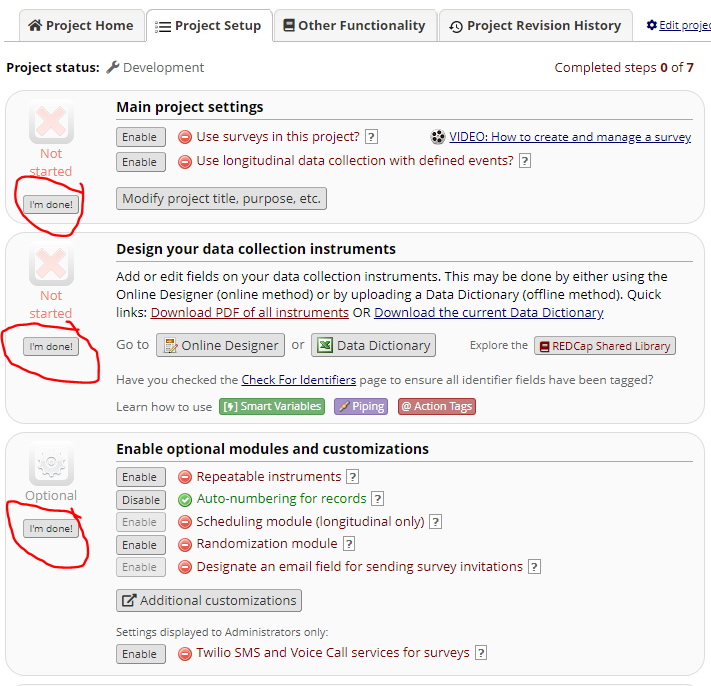 Project Home Project Setup Other Functionality Project Revision History Edit projec
Project status: Development Completed steps 0 of 7
Main project settings
Not started
I'm done!
Enable Use surveys in this project? ? VIDEO: How to create and manage a survey
Enable Use longitudinal data collection with defined events? ?
Modify project title, purpose, etc.
Design your data collection instruments
Not started
I'm done!
Add or edit fields on your data collection instruments. This may be done by either using the
Online Designer (online method) or by uploading a Data Dictionary (offline method). Quick
links: Download PDF of all instruments OR Download the current Data Dictionary
Go to Online Designer or Data Dictionary Explore the REDCap Shared Library
Have you checked the Check For Identifiers page to ensure all identifier fields have been tagged?
Learn how to use [⚡] Smart Variables Piping @ Action Tags
Enable optional modules and customizations
Optional
I'm done!
Enable Repeatable instruments ?
Disable Auto-numbering for records ?
Enable Scheduling module (longitudinal only) ?
Enable Randomization module ?
Enable Designate an email field for sending survey invitations ?
Additional customizations
Settings displayed to Administrators only:
Enable Twilio SMS and Voice Call services for surveys ?